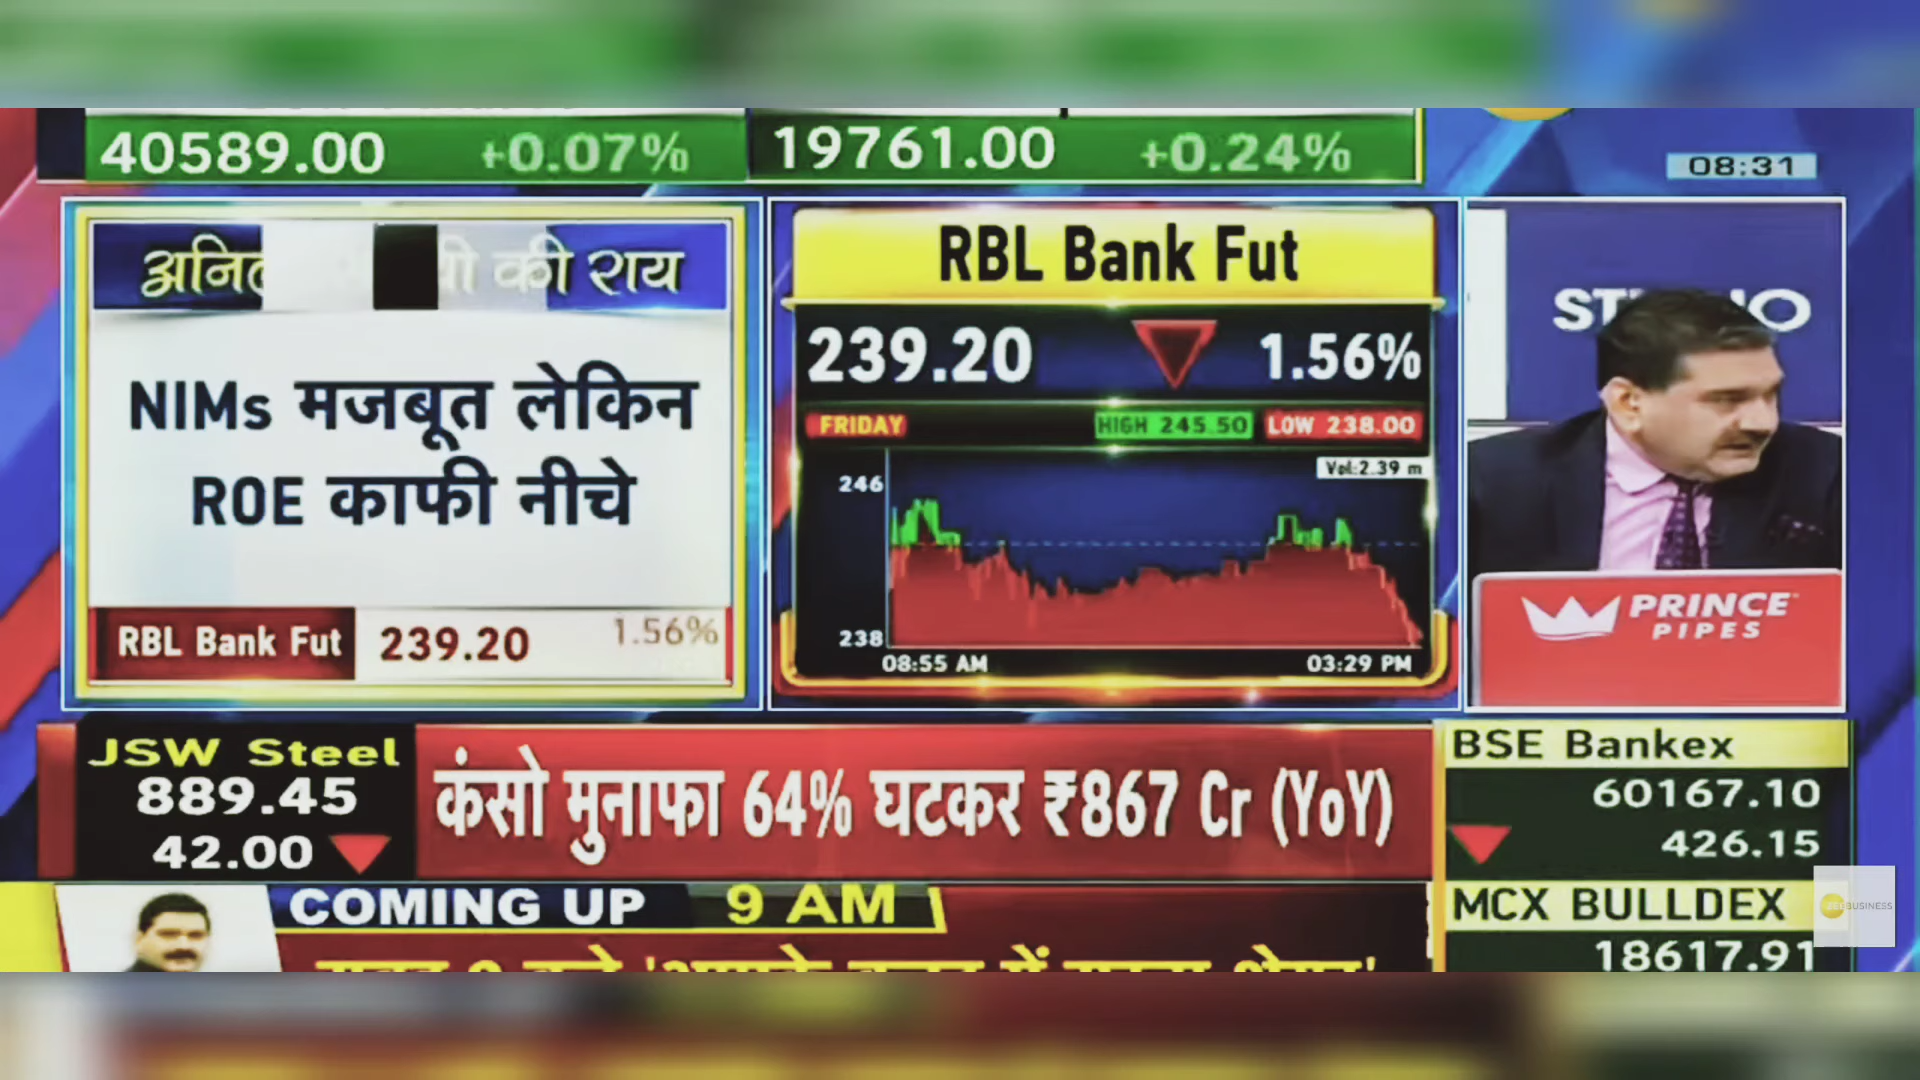 40589.00 +0.07%
19761.00 +0.24%
08:31
की राय
NIMs मजबूत लेकिन
ROE काफी नीचे
RBL Bank Fut 239.20 1.56%
RBL Bank Fut
239.20 1.56%
FRIDAY HIGH 245.50 LOW 238.00
Vol:2.39 m
246
238
08:55 AM 03:29 PM
PRINCE
PIPES
JSW Steel
889.45
42.00
कंसो मुनाफा 64% घटकर ₹867 Cr (YoY)
BSE Bankex
60167.10
426.15
MCX BULLDEX
18617.91
COMING UP 9 AM
ZEEBUSINESS